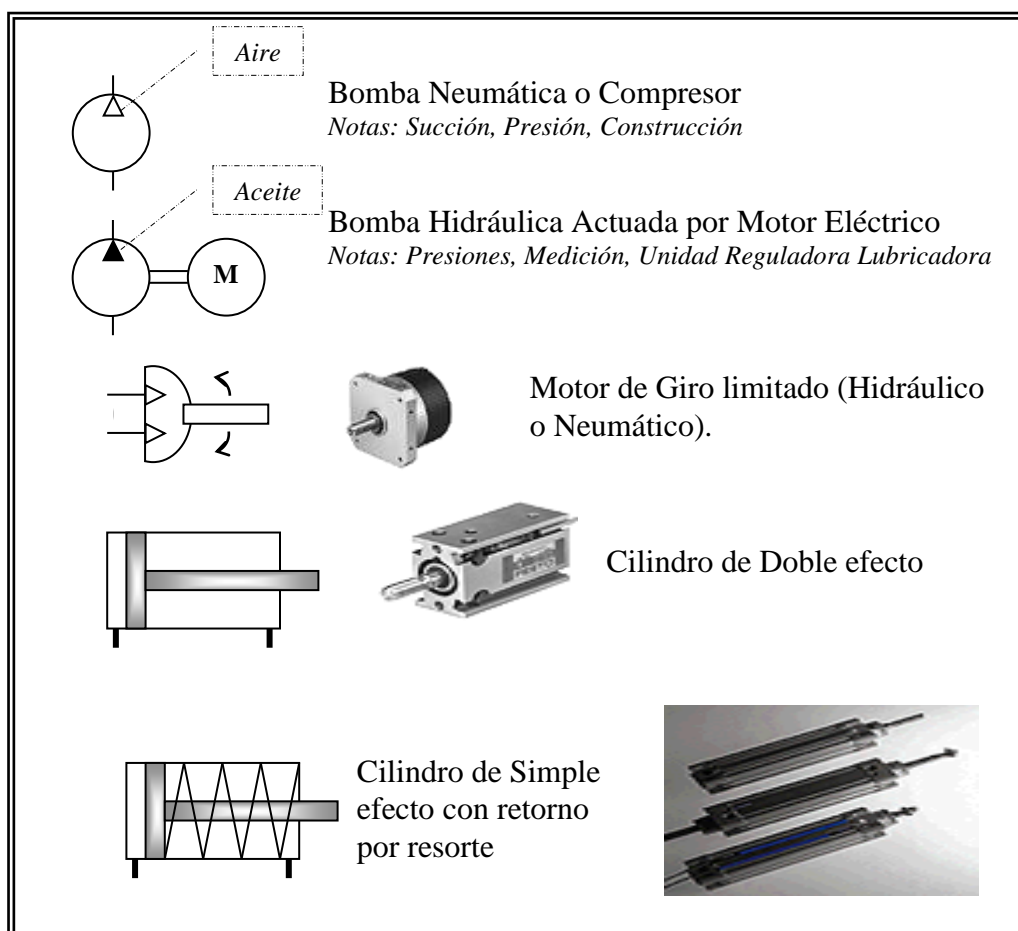 Aire
Bomba Neumática o Compresor
Notas: Succión, Presión, Construcción
Aceite
Bomba Hidráulica Actuada por Motor Eléctrico
Notas: Presiones, Medición, Unidad Reguladora Lubricadora
M
Motor de Giro limitado (Hidráulico
o Neumático).
Cilindro de Doble efecto
Cilindro de Simple
efecto con retorno
por resorte